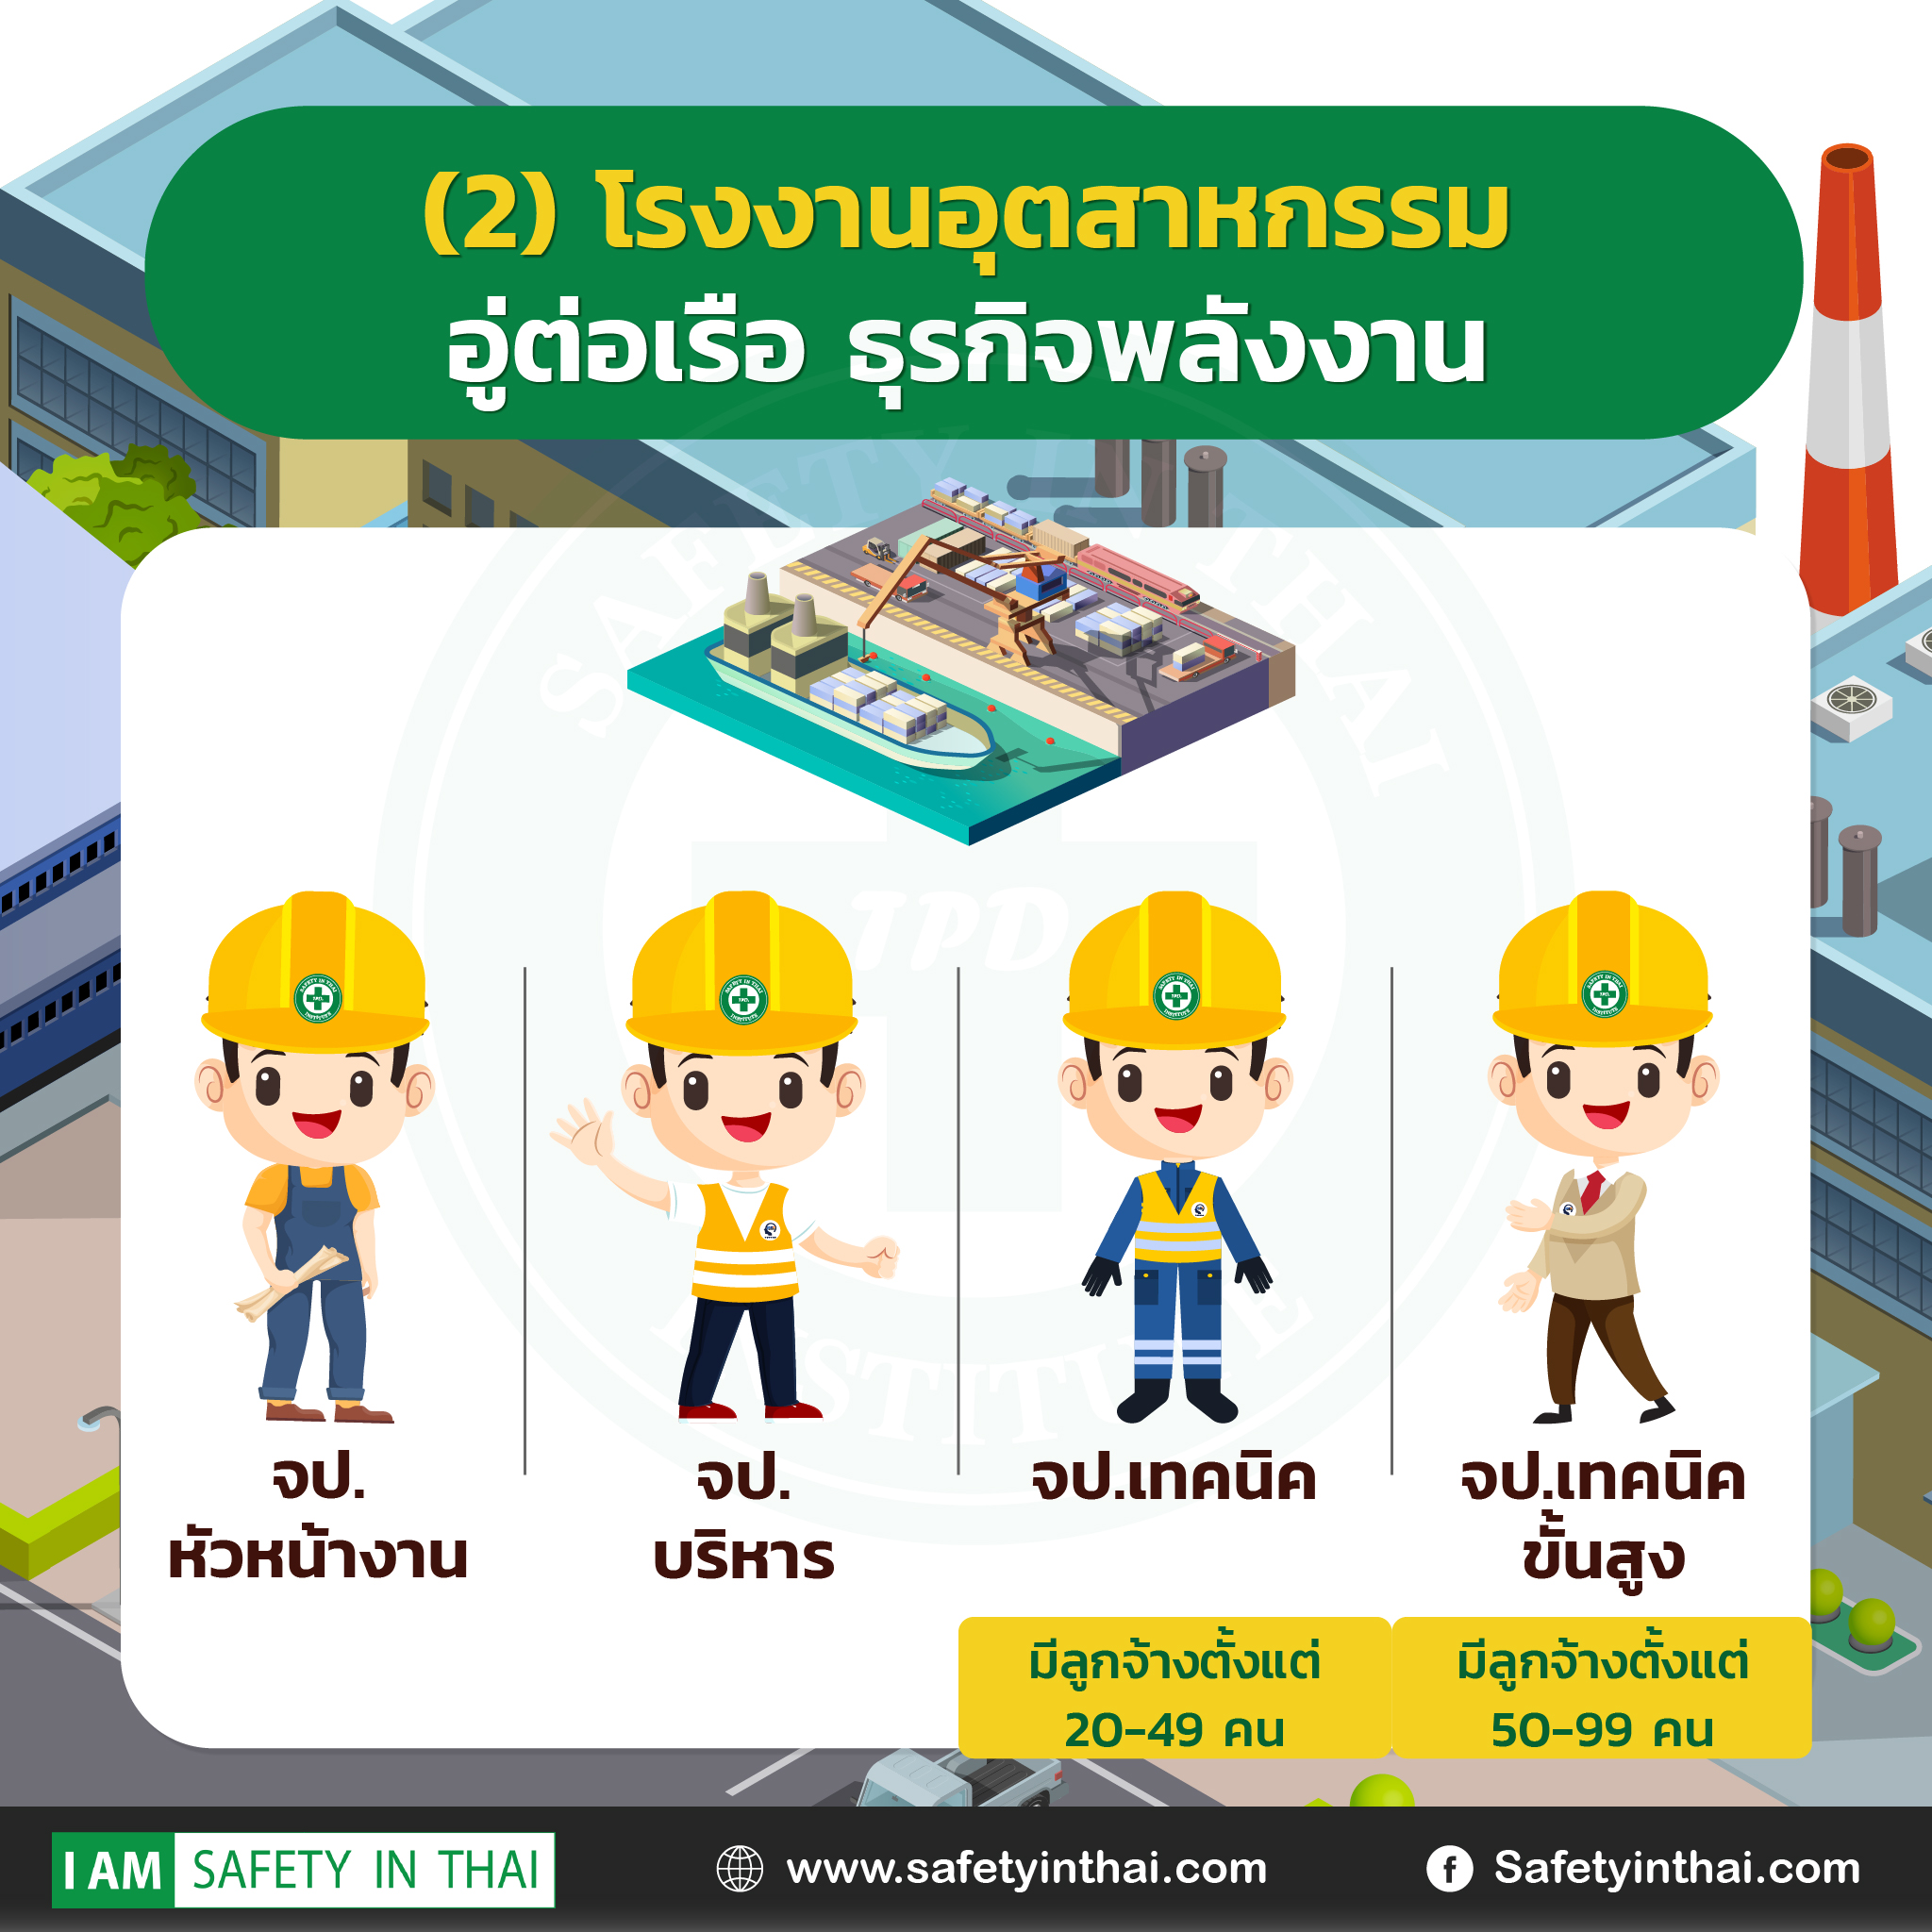 (2) โรงงานอุตสาหกรรม
อู่ต่อเรือ ธุรกิจพลังงาน
SAFETY IN THAI
IPD
INSTITUTE
จป.
หัวหน้างาน
จป.
บริหาร
จป.เทคนิค
จป.เทคนิค
ขั้นสูง
มีลูกจ้างตั้งแต่
20-49 คน
มีลูกจ้างตั้งแต่
50-99 คน
I AM SAFETY IN THAI
www.safetyinthai.com
Safetyinthai.com